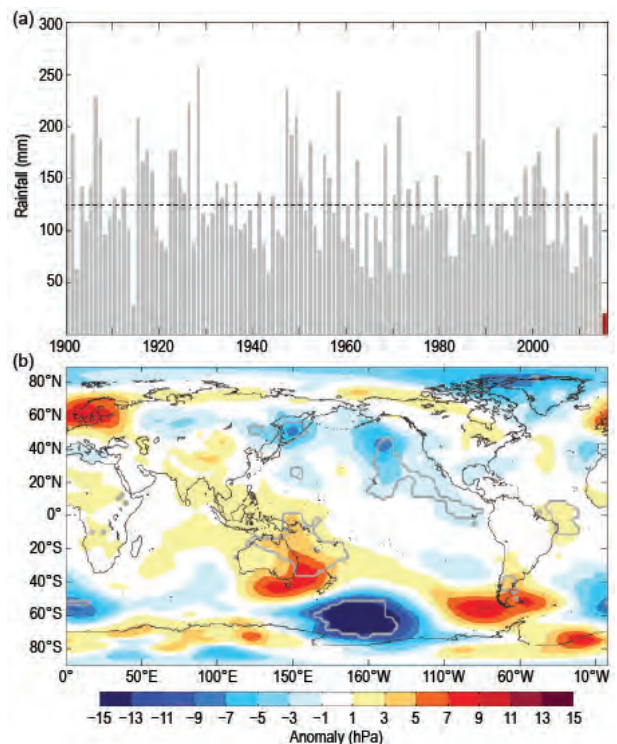 (a)
300
250
200
150
100
50
Rainfall (mm)
1900 1920 1940 1960 1980 2000
(b)
80°N
60°N
40°N
20°N
0°
20°S
40°S
60°S
80°S
0° 50°E 100°E 150°E 160°W 110°W 60°W 10°W
−15 −13 −11 −9 −7 −5 −3 −1 1 3 5 7 9 11 13 15
Anomaly (hPa)